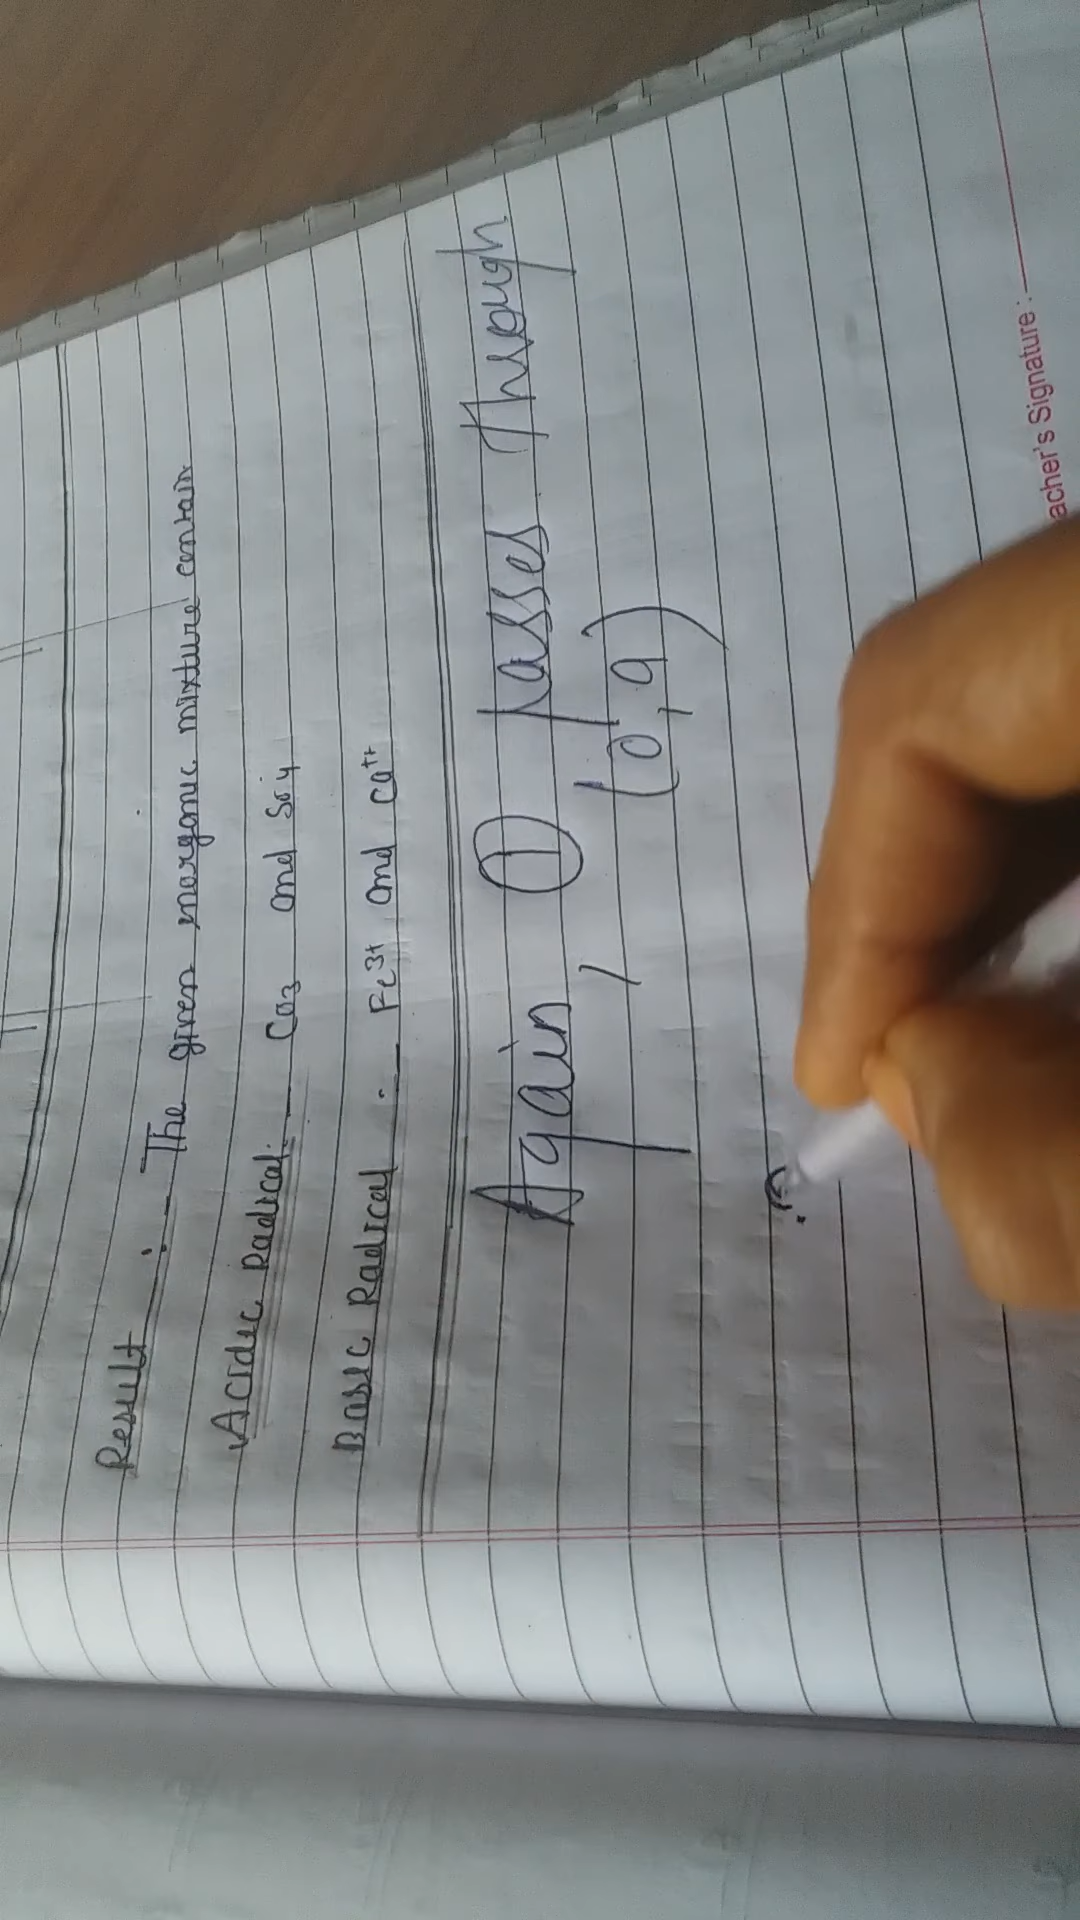 Result :- The given inorganic mixture contain
Acidic Radical :- Co₃ and So₄
Basic Radical :- Fe³⁺ and Ca⁺⁺
Again, ① passes Through
(0,9)
∴
acher's Signature :